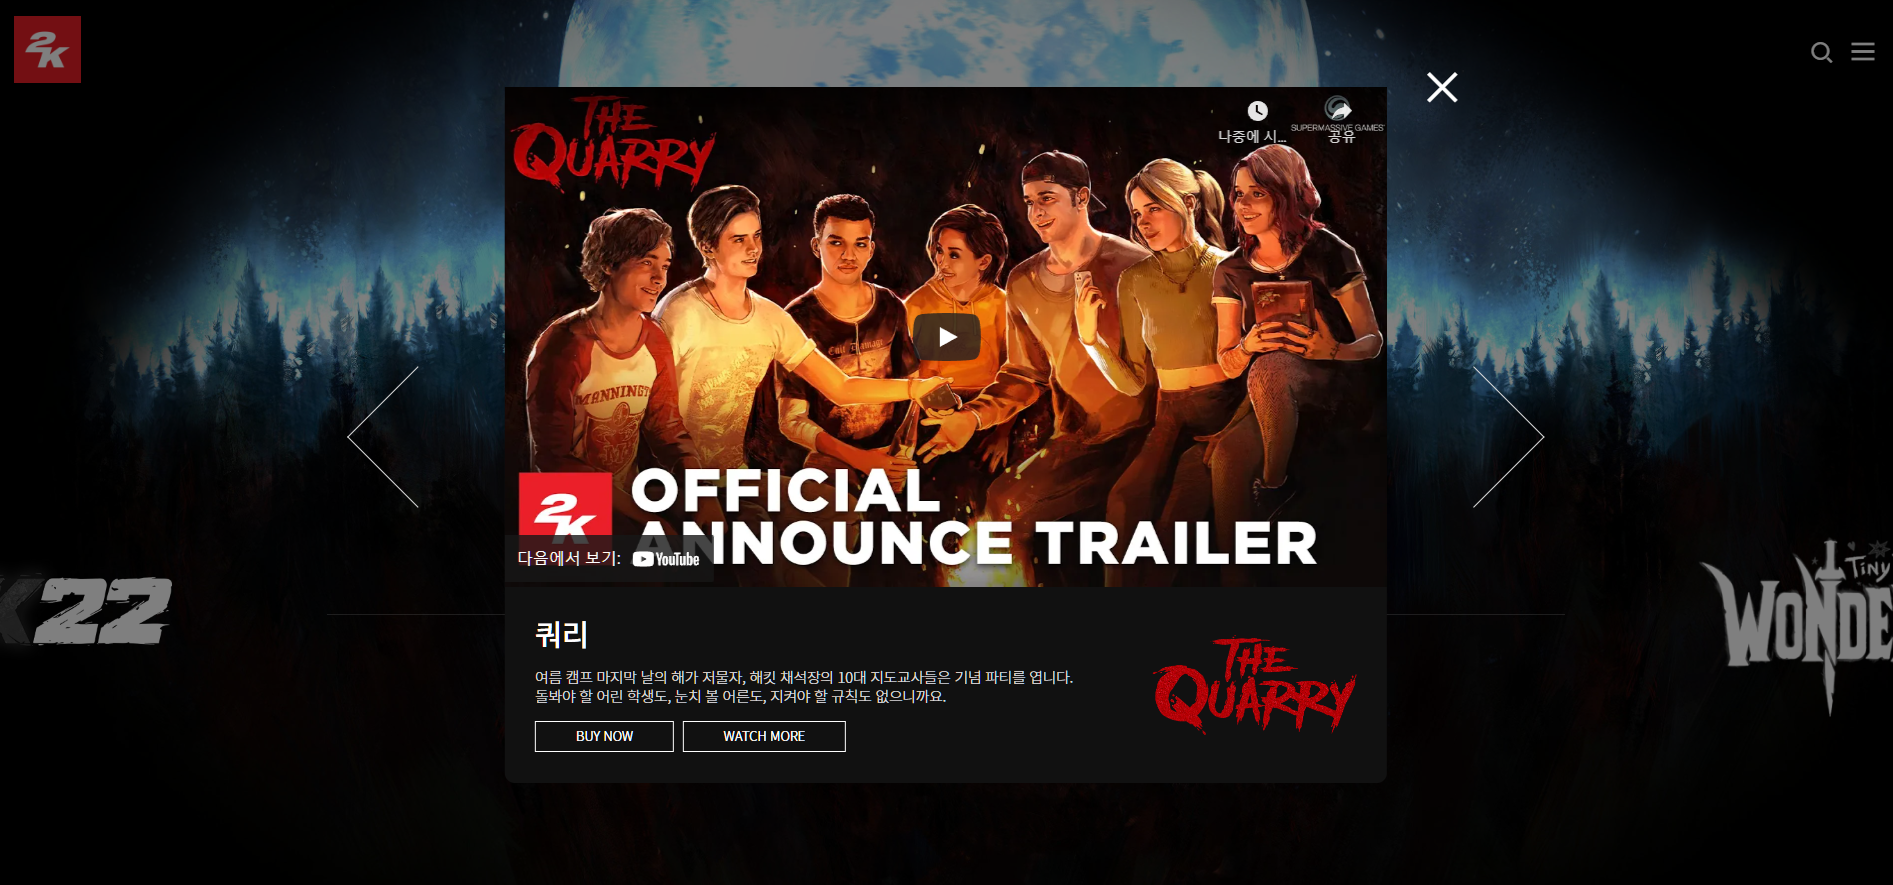 2K
THE
QUARRY
나중에 시...
SUPERMASSIVE GAMES
공유
MANNING
2K
OFFICIAL
ANNOUNCE TRAILER
다음에서 보기: YouTube
K22
TINY
WONDE
쿼리
여름 캠프 마지막 날의 해가 저물자, 해킷 채석장의 10대 지도교사들은 기념 파티를 엽니다.
돌봐야 할 어린 학생도, 눈치 볼 어른도, 지켜야 할 규칙도 없으니까요.
BUY NOW
WATCH MORE
THE
QUARRY